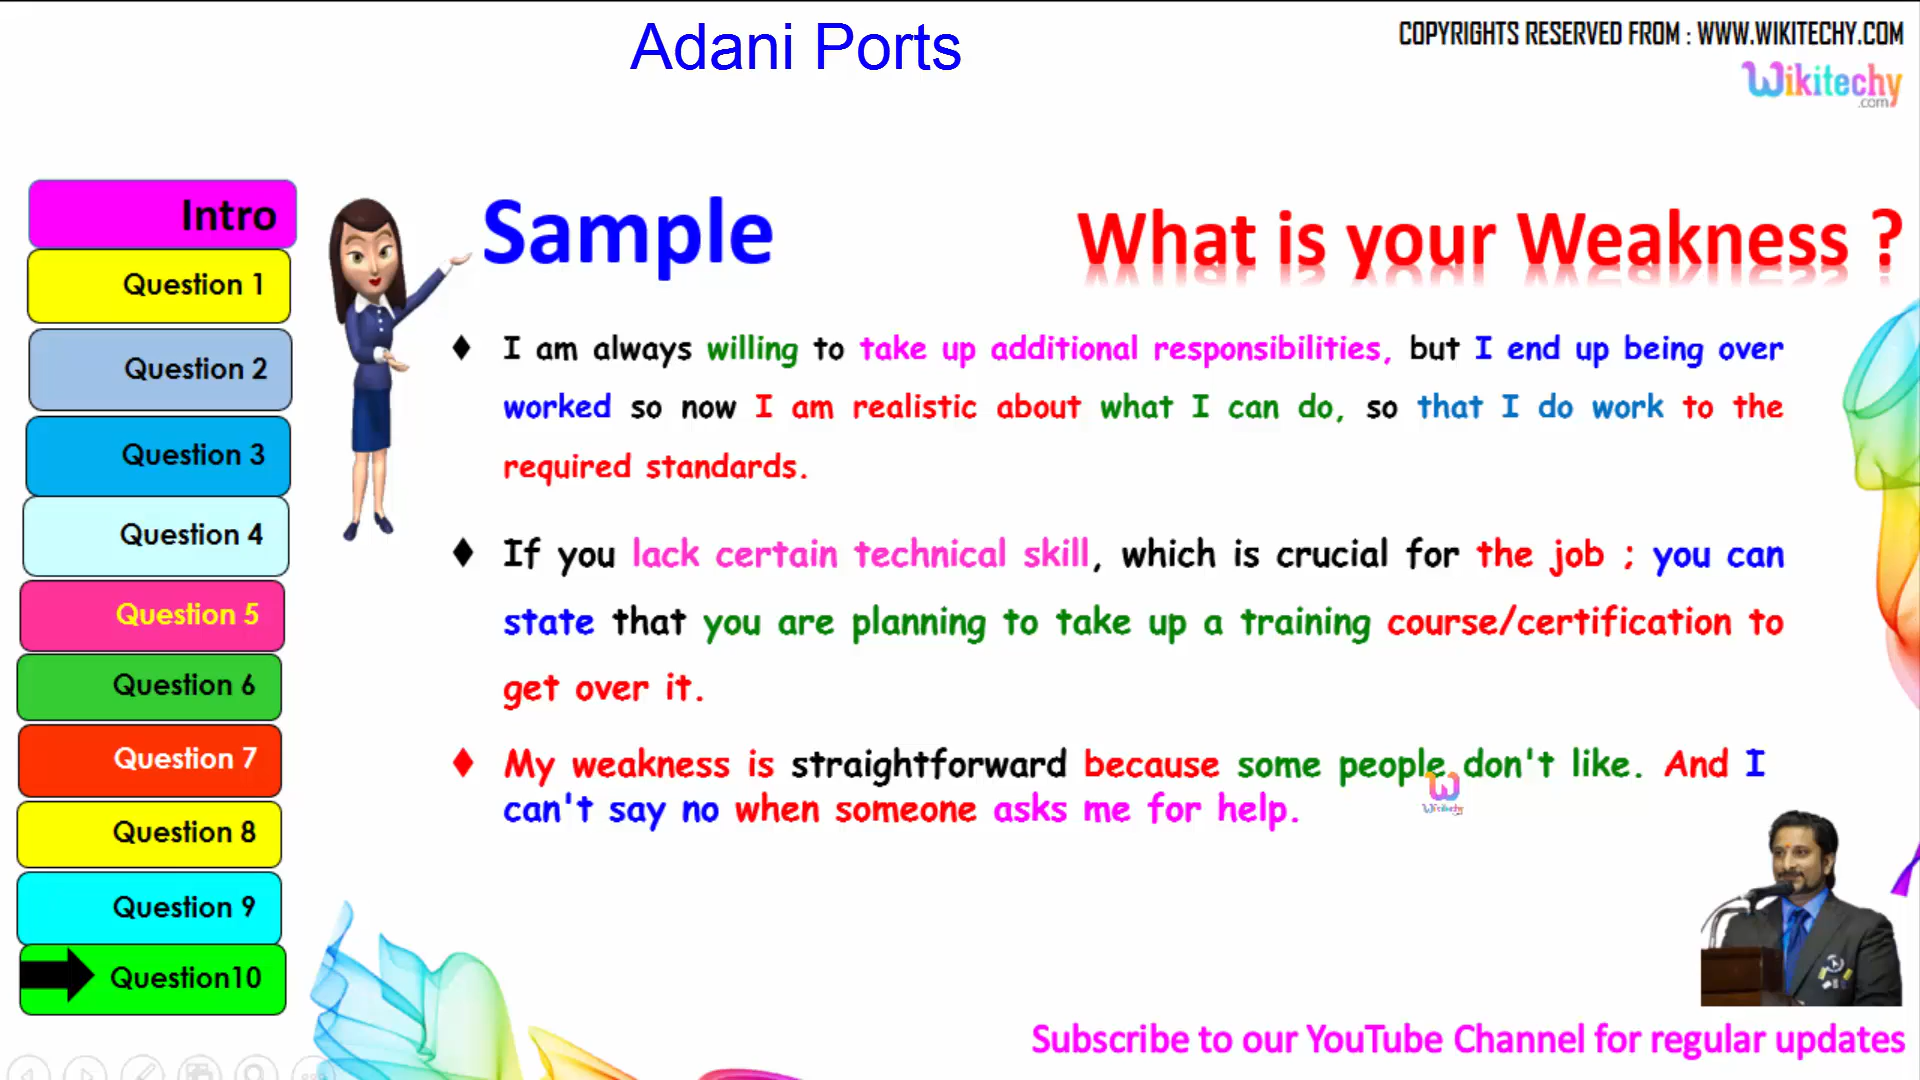 Adani Ports
COPYRIGHTS RESERVED FROM : WWW.WIKITECHY.COM
Wikitechy
.com
Intro
Question 1
Question 2
Question 3
Question 4
Question 5
Question 6
Question 7
Question 8
Question 9
Question10
Sample
What is your Weakness ?
♦ I am always willing to take up additional responsibilities, but I end up being over
worked so now I am realistic about what I can do, so that I do work to the
required standards.
♦ If you lack certain technical skill, which is crucial for the job ; you can
state that you are planning to take up a training course/certification to
get over it.
♦ My weakness is straightforward because some people don't like. And I
can't say no when someone asks me for help.
Wikitechy
Subscribe to our YouTube Channel for regular updates